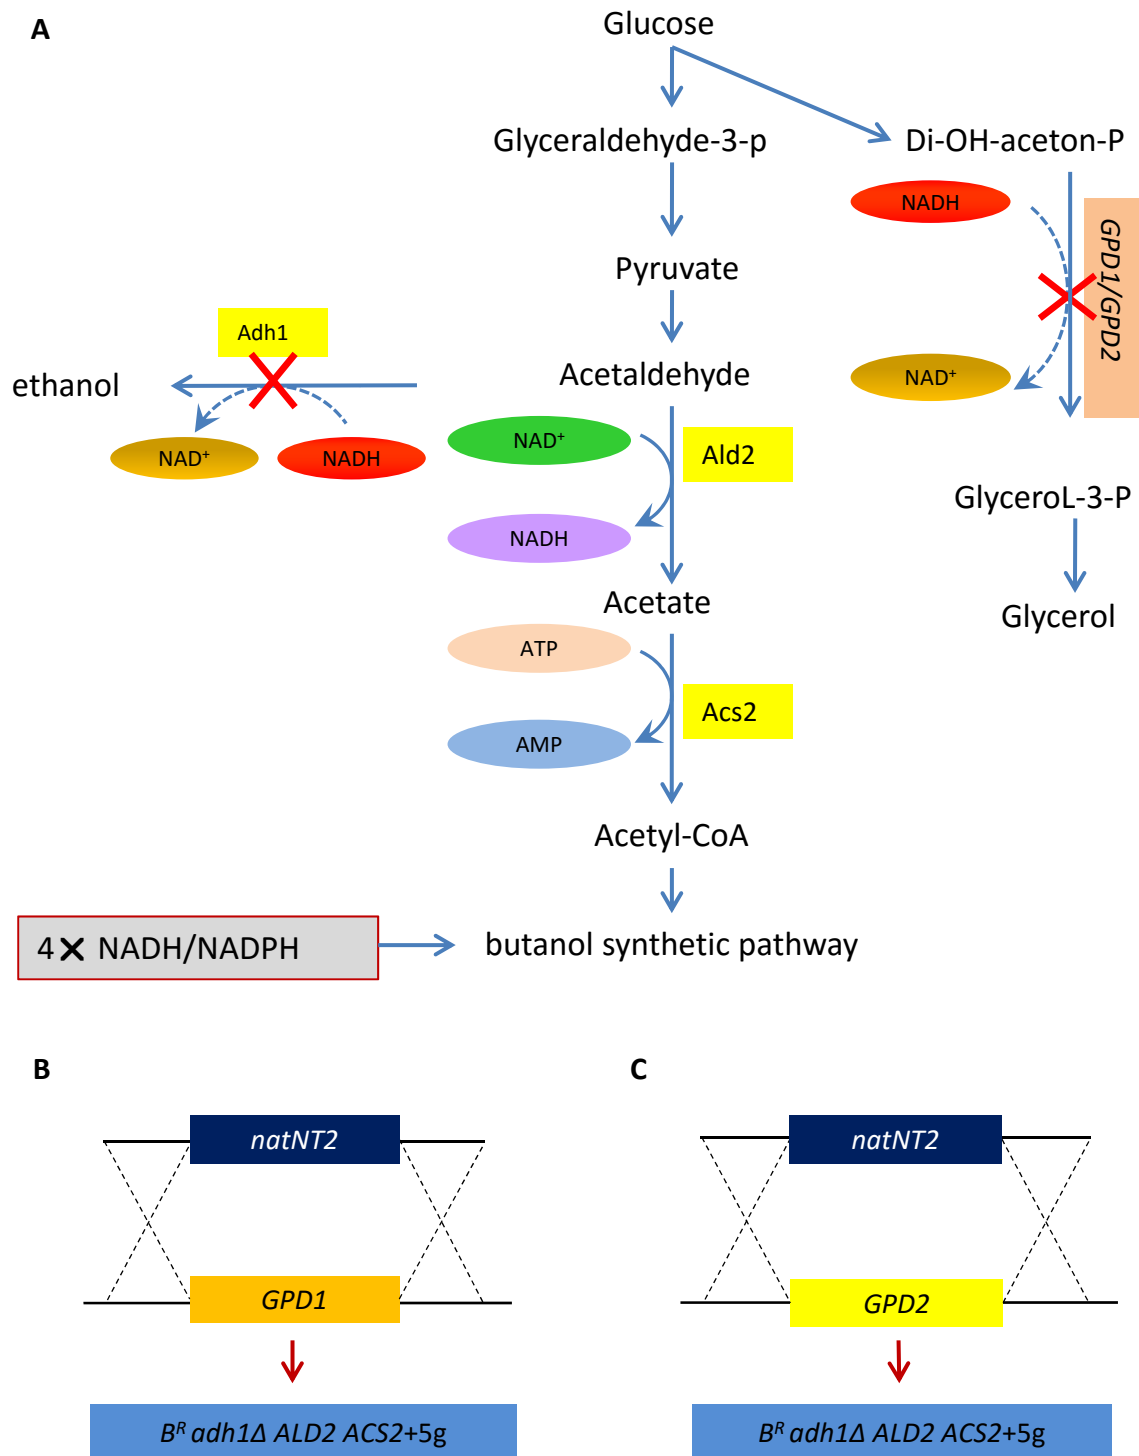 A
Glucose
Glyceraldehyde-3-p
Di-OH-aceton-P
NADH
GPD1/GPD2
Pyruvate
Adh1
ethanol
Acetaldehyde
NAD⁺
NAD⁺
NAD⁺
NADH
Ald2
GlyceroL-3-P
NADH
Acetate
Glycerol
ATP
Acs2
AMP
Acetyl-CoA
4 × NADH/NADPH
butanol synthetic pathway
B
C
natNT2
natNT2
GPD1
GPD2
Bᴿ adh1Δ ALD2 ACS2+5g
Bᴿ adh1Δ ALD2 ACS2+5g